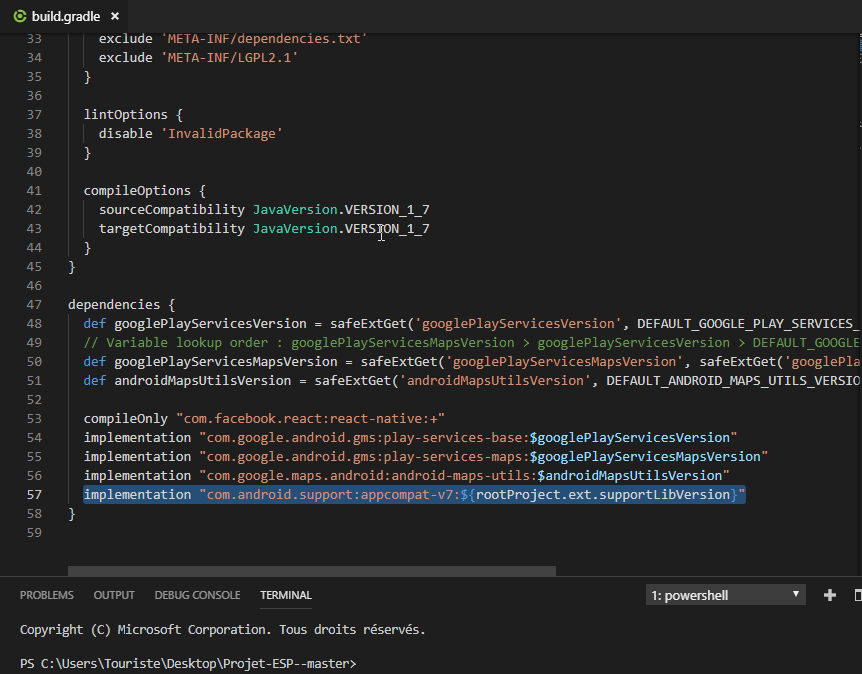 build.gradle ×
33 exclude 'META-INF/dependencies.txt'
34 exclude 'META-INF/LGPL2.1'
35 }
36
37 lintOptions {
38 disable 'InvalidPackage'
39 }
40
41 compileOptions {
42 sourceCompatibility JavaVersion.VERSION_1_7
43 targetCompatibility JavaVersion.VERSION_1_7
44 }
45 }
46
47 dependencies {
48 def googlePlayServicesVersion = safeExtGet('googlePlayServicesVersion', DEFAULT_GOOGLE_PLAY_SERVICES_
49 // Variable lookup order : googlePlayServicesMapsVersion > googlePlayServicesVersion > DEFAULT_GOOGLE
50 def googlePlayServicesMapsVersion = safeExtGet('googlePlayServicesMapsVersion', safeExtGet('googlePla
51 def androidMapsUtilsVersion = safeExtGet('androidMapsUtilsVersion', DEFAULT_ANDROID_MAPS_UTILS_VERSIO
52
53 compileOnly "com.facebook.react:react-native:+"
54 implementation "com.google.android.gms:play-services-base:$googlePlayServicesVersion"
55 implementation "com.google.android.gms:play-services-maps:$googlePlayServicesMapsVersion"
56 implementation "com.google.maps.android:android-maps-utils:$androidMapsUtilsVersion"
57 implementation "com.android.support:appcompat-v7:${rootProject.ext.supportLibVersion}"
58 }
59
PROBLEMS OUTPUT DEBUG CONSOLE TERMINAL 1: powershell
Copyright (C) Microsoft Corporation. Tous droits réservés.
PS C:\Users\Touriste\Desktop\Projet-ESP--master>